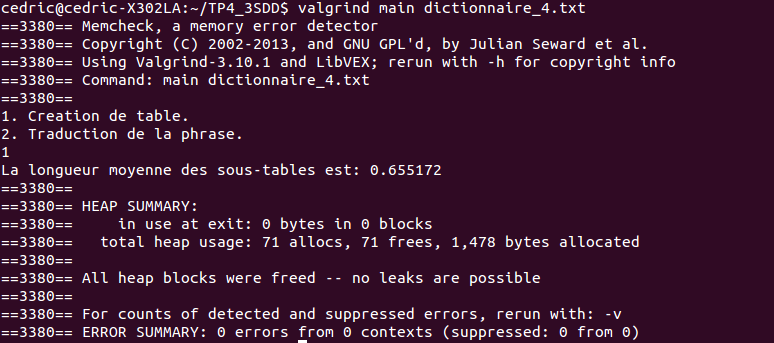 cedric@cedric-X302LA:~/TP4_3SDD$ valgrind main dictionnaire_4.txt
==3380== Memcheck, a memory error detector
==3380== Copyright (C) 2002-2013, and GNU GPL'd, by Julian Seward et al.
==3380== Using Valgrind-3.10.1 and LibVEX; rerun with -h for copyright info
==3380== Command: main dictionnaire_4.txt
==3380==
1. Creation de table.
2. Traduction de la phrase.
1
La longueur moyenne des sous-tables est: 0.655172
==3380==
==3380== HEAP SUMMARY:
==3380==     in use at exit: 0 bytes in 0 blocks
==3380==   total heap usage: 71 allocs, 71 frees, 1,478 bytes allocated
==3380==
==3380== All heap blocks were freed -- no leaks are possible
==3380==
==3380== For counts of detected and suppressed errors, rerun with: -v
==3380== ERROR SUMMARY: 0 errors from 0 contexts (suppressed: 0 from 0)